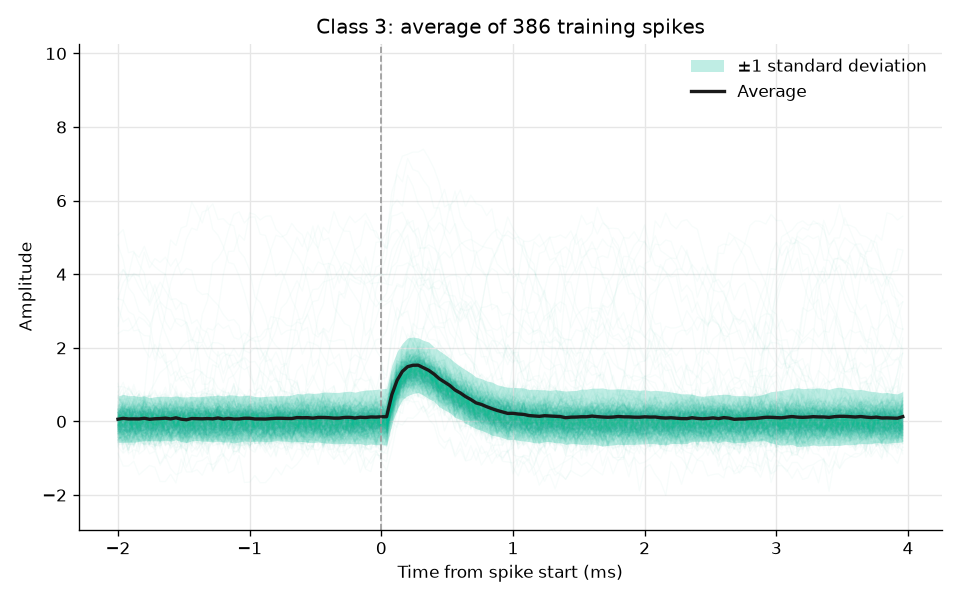 Class 3: average of 386 training spikes
±1 standard deviation
Average
Amplitude
10
8
6
4
2
0
−2
−2
−1
0
1
2
3
4
Time from spike start (ms)